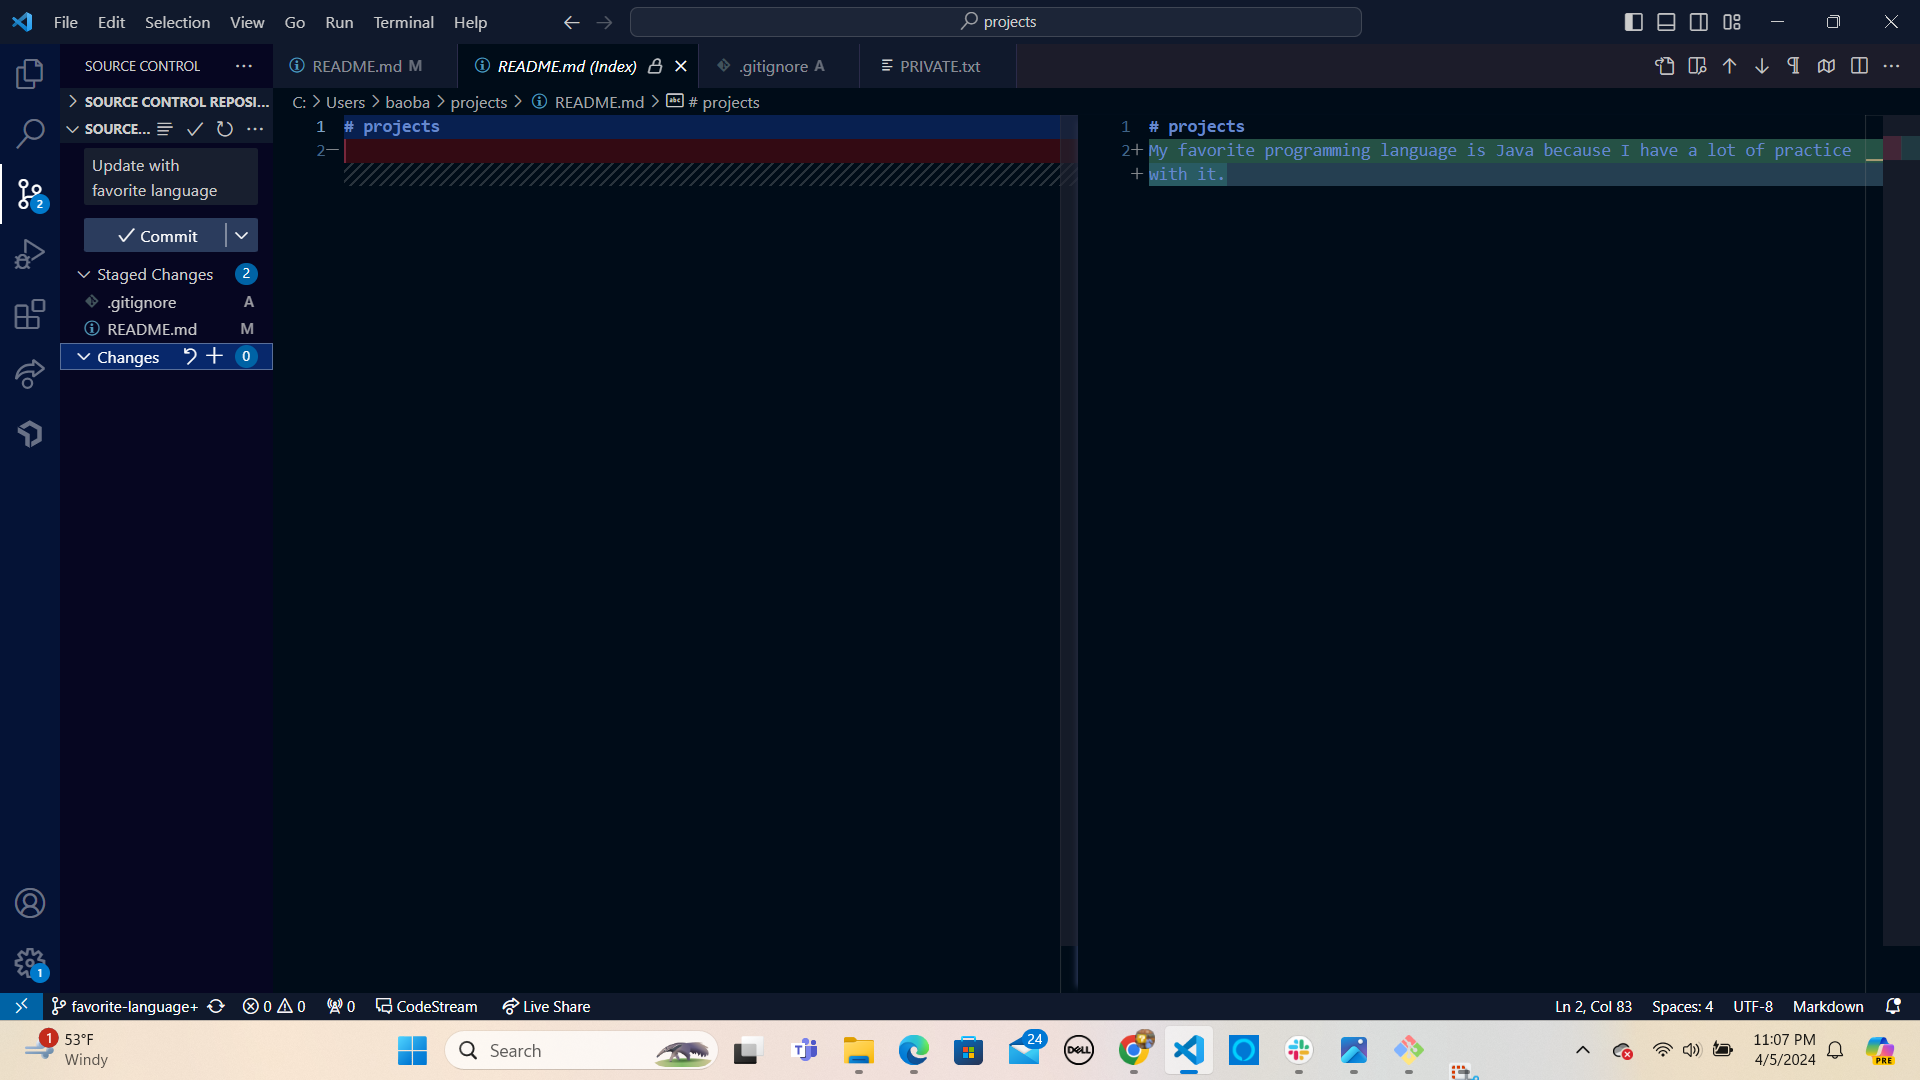 File Edit Selection View Go Run Terminal Help
projects
SOURCE CONTROL
README.md M
README.md (Index)
.gitignore A
PRIVATE.txt
SOURCE CONTROL REPOSI...
C: > Users > baoba > projects > README.md > # projects
SOURCE...
Update with
favorite language
Commit
Staged Changes 2
.gitignore A
README.md M
Changes 0
1 # projects
2
1 # projects
2 + My favorite programming language is Java because I have a lot of practice
+ with it.
2
1
favorite-language+ 0 0 0 CodeStream Live Share
Ln 2, Col 83 Spaces: 4 UTF-8 Markdown
1
53°F
Windy
Search
24
DELL
11:07 PM
4/5/2024
PRE